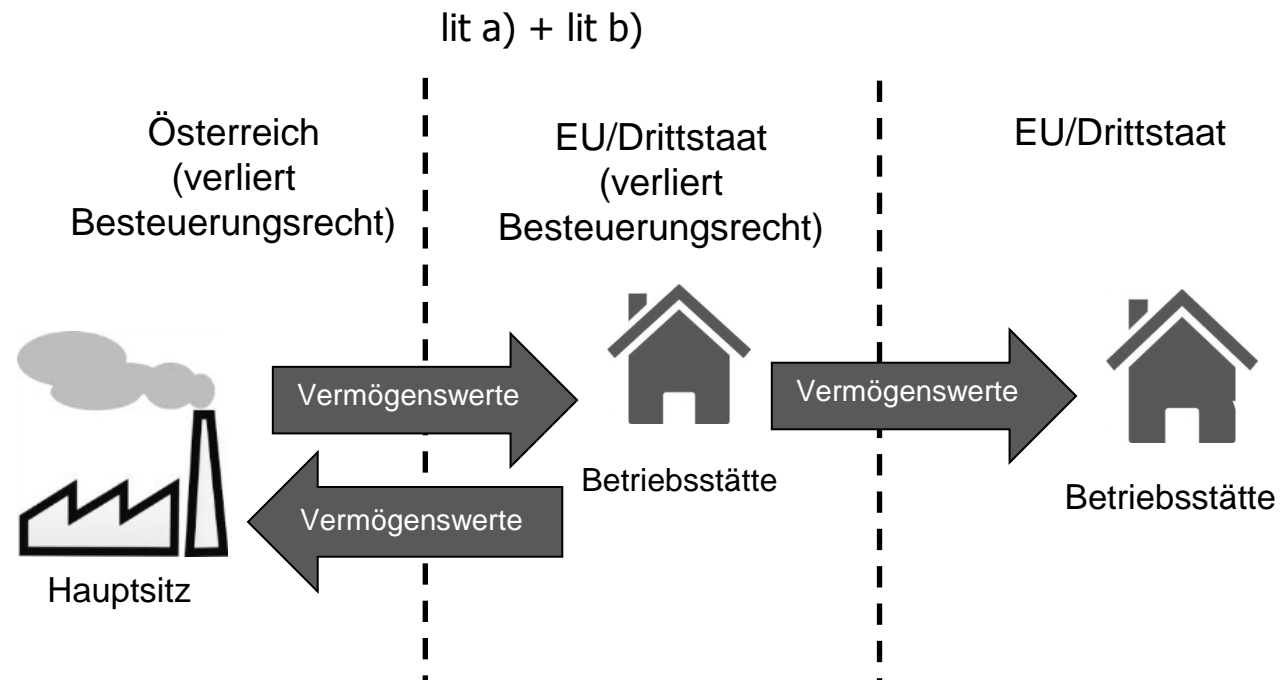 lit a) + lit b)
Österreich
(verliert
Besteuerungsrecht)
EU/Drittstaat
(verliert
Besteuerungsrecht)
EU/Drittstaat
Vermögenswerte
Vermögenswerte
Betriebsstätte
Betriebsstätte
Vermögenswerte
Hauptsitz